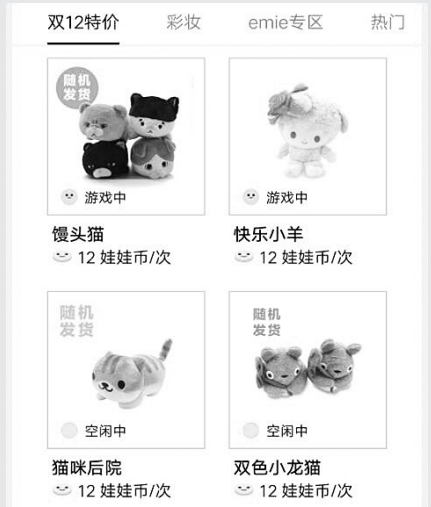 双12特价 彩妆 emie专区 热门
随机
发货
游戏中 游戏中
馒头猫 快乐小羊
12 娃娃币/次 12 娃娃币/次
随机
发货
随机
发货
空闲中 空闲中
猫咪后院 双色小龙猫
12 娃娃币/次 12 娃娃币/次